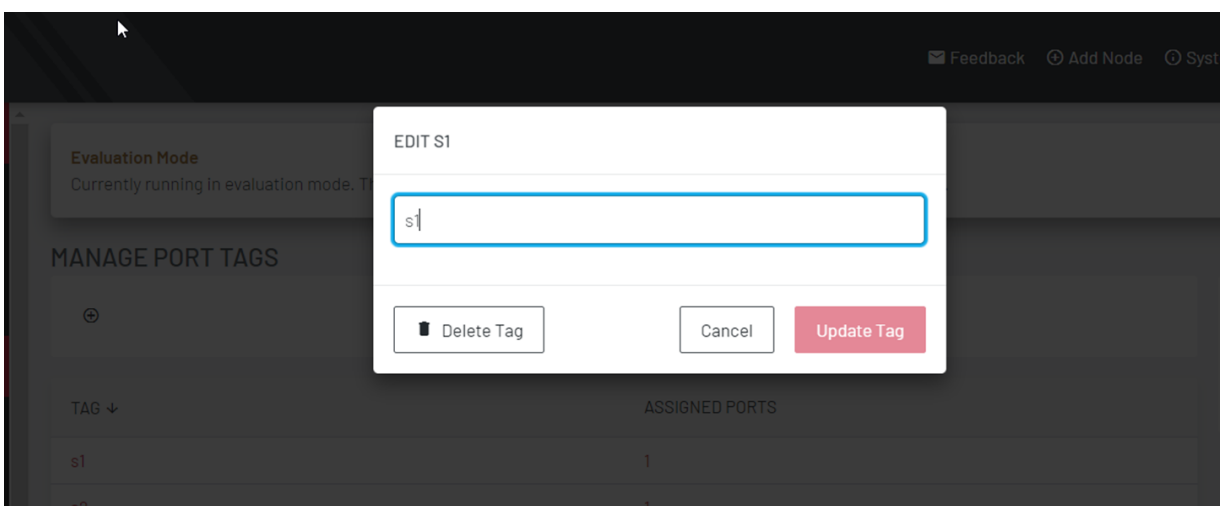 Feedback Add Node Syst
EDIT S1
Evaluation Mode
Currently running in evaluation mode. Th
s1
MANAGE PORT TAGS
Delete Tag Cancel Update Tag
TAG ASSIGNED PORTS
s1 1